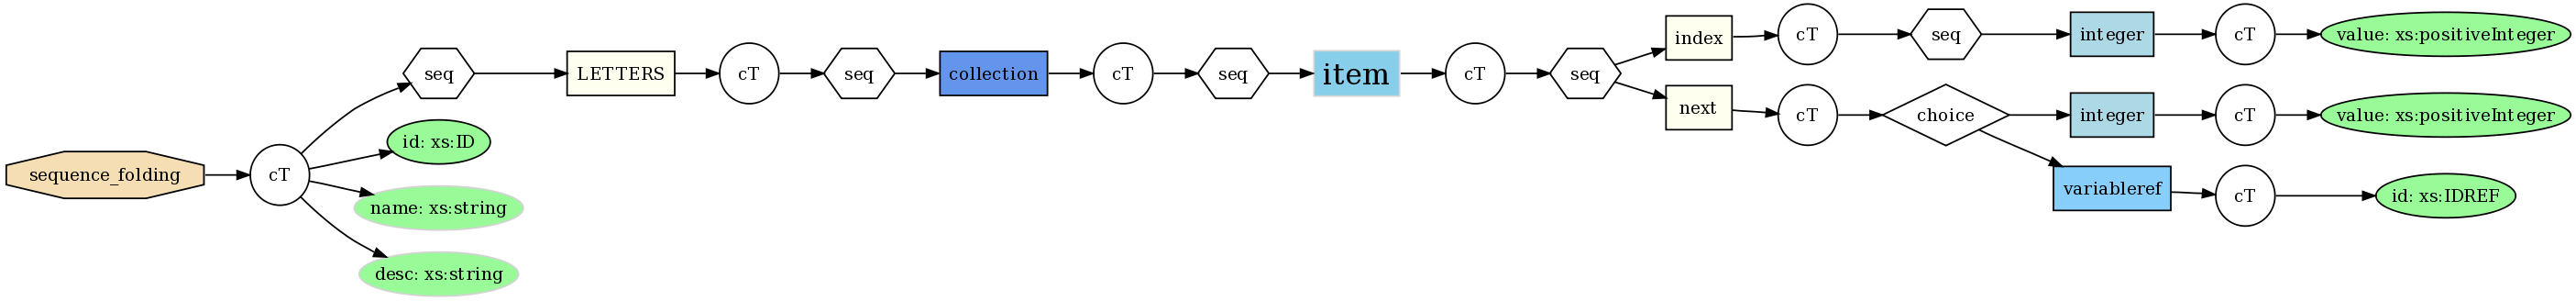 sequence_folding
cT
seq
id: xs:ID
name: xs:string
desc: xs:string
LETTERS
cT
seq
collection
cT
seq
item
cT
seq
index
cT
seq
integer
cT
value: xs:positiveInteger
next
cT
choice
integer
cT
value: xs:positiveInteger
variableref
cT
id: xs:IDREF